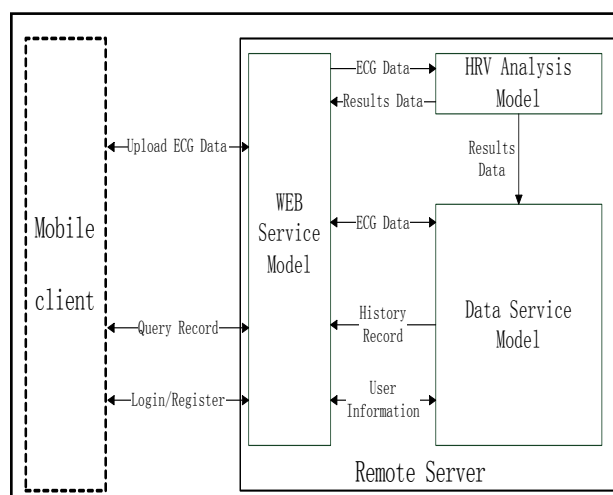 ECG Data
HRV Analysis
Model
Results Data
Upload ECG Data
Results
Data
WEB
Service
Model
Mobile
client
ECG Data
History
Record
Data Service
Model
Query Record
Login/Register
User
Information
Remote Server